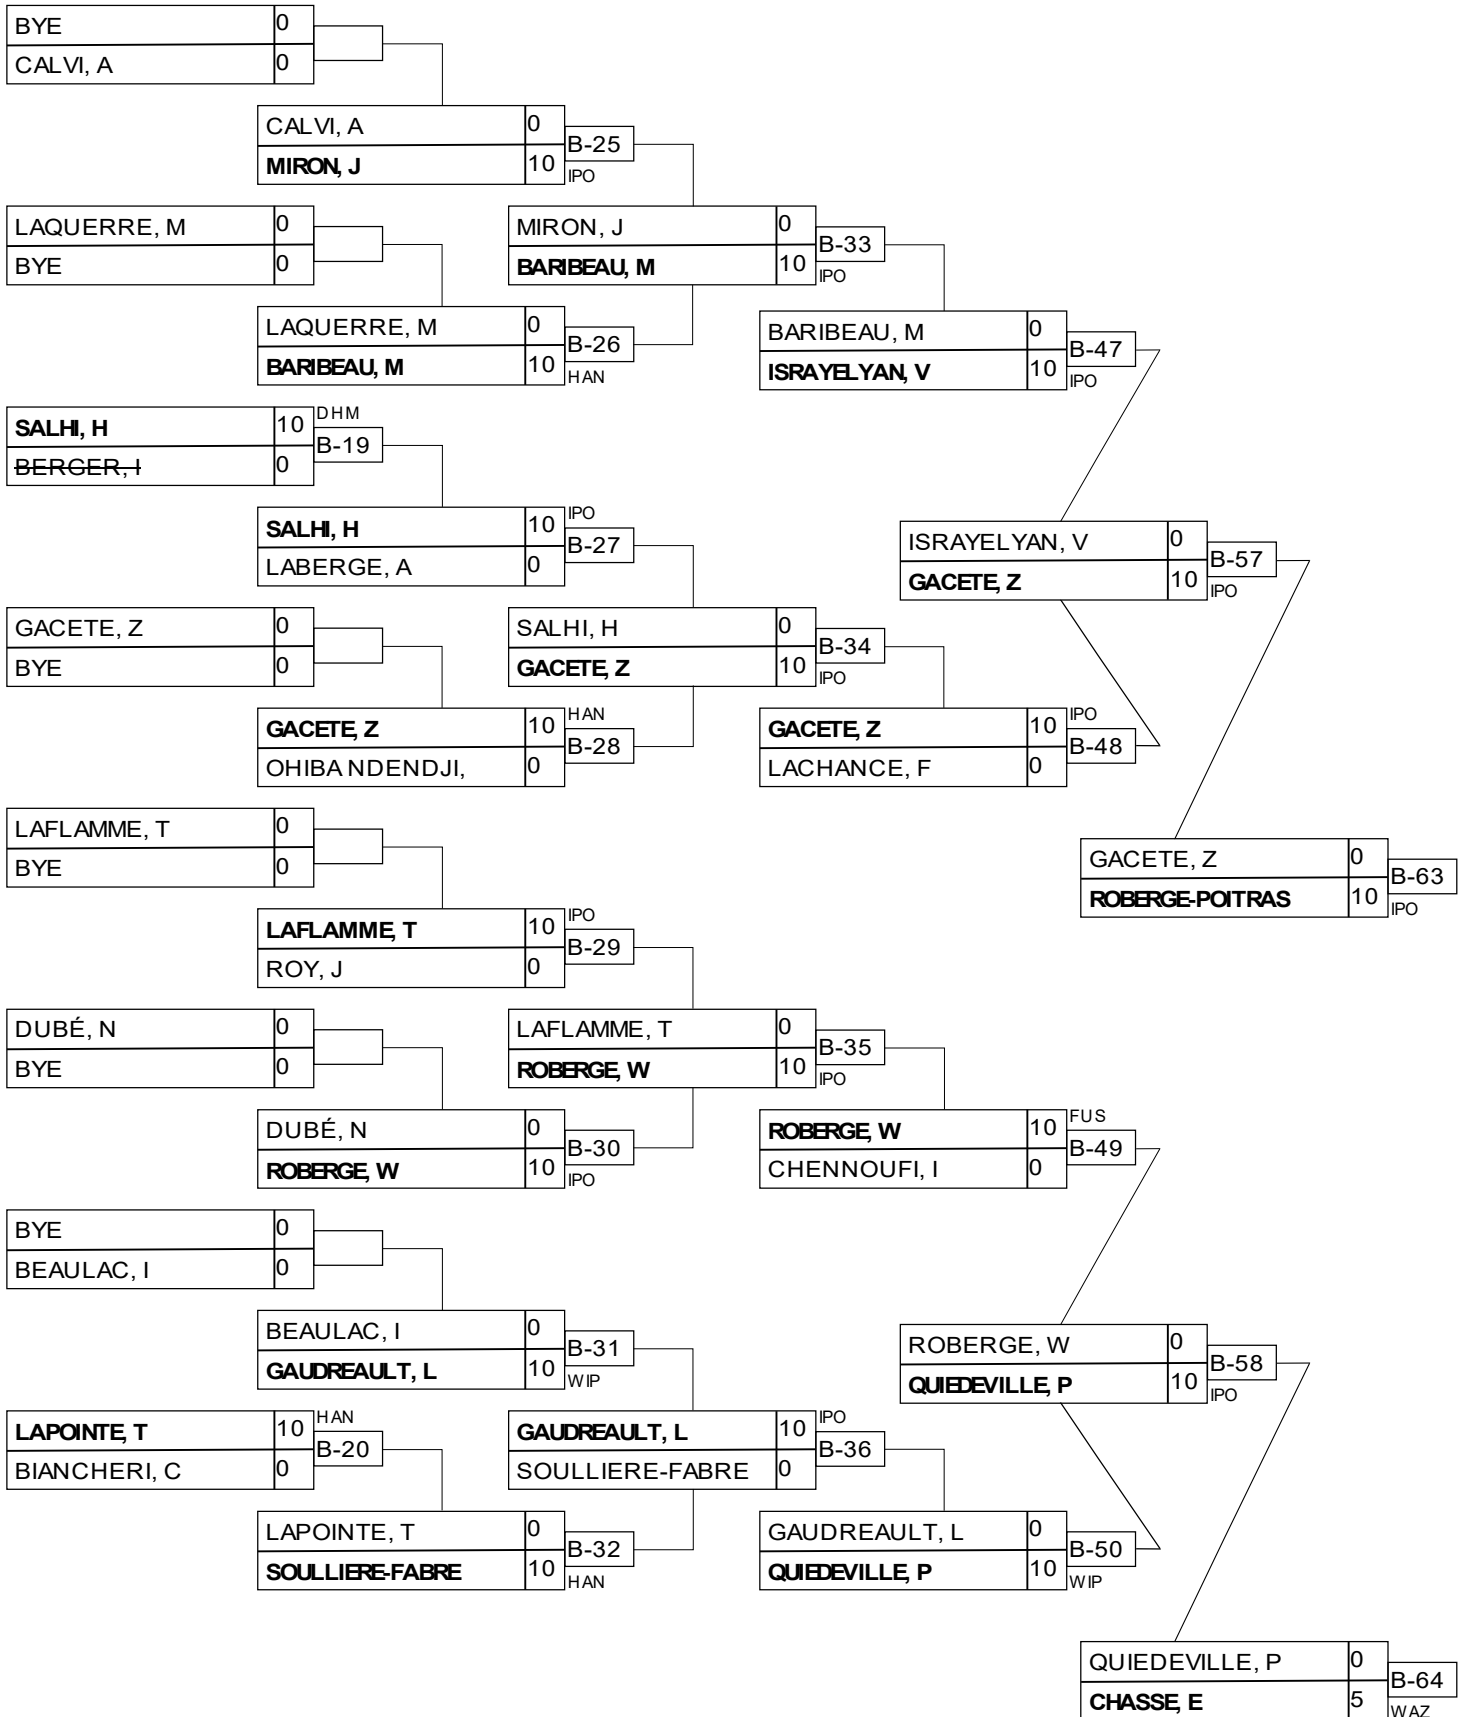 BYE 0
CALVI, A 0
CALVI, A 0
MIRON, J 10
B-25
IPO
LAQUERRE, M 0
BYE 0
MIRON, J 0
BARIBEAU, M 10
B-33
IPO
LAQUERRE, M 0
BARIBEAU, M 10
B-26
HAN
BARIBEAU, M 0
ISRAYELYAN, V 10
B-47
IPO
SALHI, H 10
BERGER, I 0
DHM
B-19
SALHI, H 10
LABERGE, A 0
IPO
B-27
ISRAYELYAN, V 0
GACETE, Z 10
B-57
IPO
GACETE, Z 0
BYE 0
SALHI, H 0
GACETE, Z 10
B-34
IPO
GACETE, Z 10
OHIBA NDENDJI, 0
HAN
B-28
GACETE, Z 10
LACHANCE, F 0
IPO
B-48
LAFLAMME, T 0
BYE 0
GACETE, Z 0
ROBERGE-POITRAS 10
B-63
IPO
LAFLAMME, T 10
ROY, J 0
IPO
B-29
DUBÉ, N 0
BYE 0
LAFLAMME, T 0
ROBERGE, W 10
B-35
IPO
DUBÉ, N 0
ROBERGE, W 10
B-30
IPO
ROBERGE, W 10
CHENNOUFI, I 0
FUS
B-49
BYE 0
BEAULAC, I 0
BEAULAC, I 0
GAUDREAULT, L 10
B-31
WIP
ROBERGE, W 0
QUIEDEVILLE, P 10
B-58
IPO
LAPOINTE, T 10
BIANCHERI, C 0
HAN
B-20
GAUDREAULT, L 10
SOULLIERE-FABRE 0
IPO
B-36
LAPOINTE, T 0
SOULLIERE-FABRE 10
B-32
HAN
GAUDREAULT, L 0
QUIEDEVILLE, P 10
B-50
WIP
QUIEDEVILLE, P 0
CHASSE, E 5
B-64
WAZ